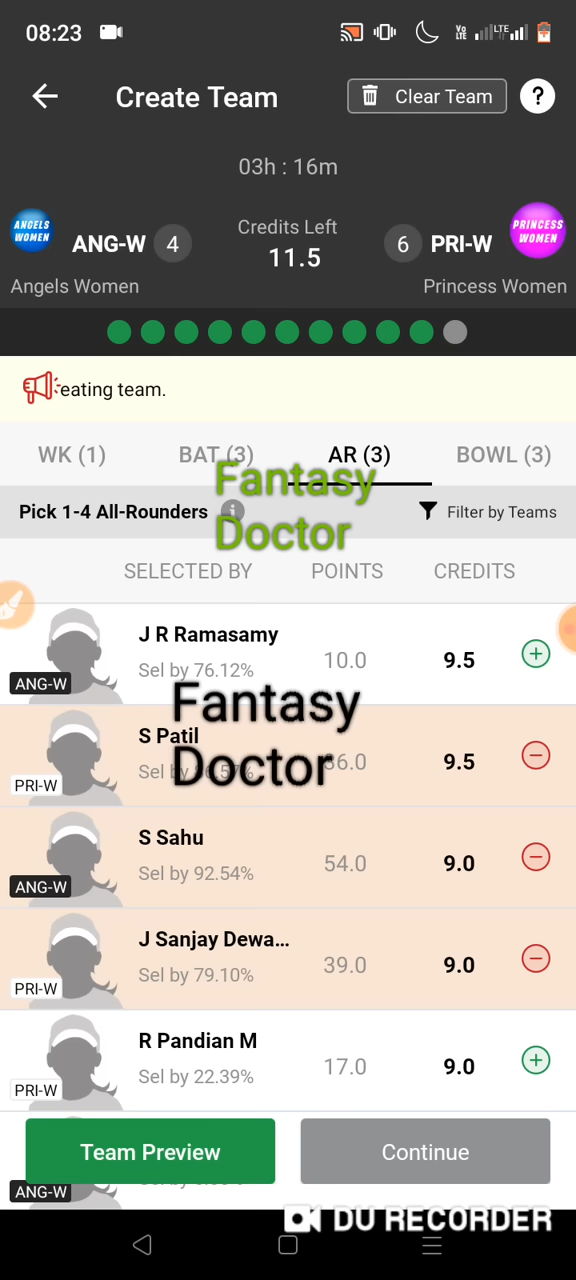 08:23
Vo LTE LTE
Create Team
Clear Team
?
03h : 16m
ANGELS WOMEN
ANG-W 4
Credits Left
11.5
6 PRI-W
PRINCESS WOMEN
Angels Women
Princess Women
eating team.
WK (1) BAT (3) AR (3) BOWL (3)
Fantasy
Doctor
Pick 1-4 All-Rounders i
Filter by Teams
SELECTED BY POINTS CREDITS
J R Ramasamy
Sel by 76.12%
10.0 9.5
ANG-W
Fantasy
Doctor
S Patil
Sel by
9.5
PRI-W
S Sahu
Sel by 92.54%
54.0 9.0
ANG-W
J Sanjay Dewa...
Sel by 79.10%
39.0 9.0
PRI-W
R Pandian M
Sel by 22.39%
17.0 9.0
PRI-W
Team Preview
Continue
ANG-W
DU RECORDER